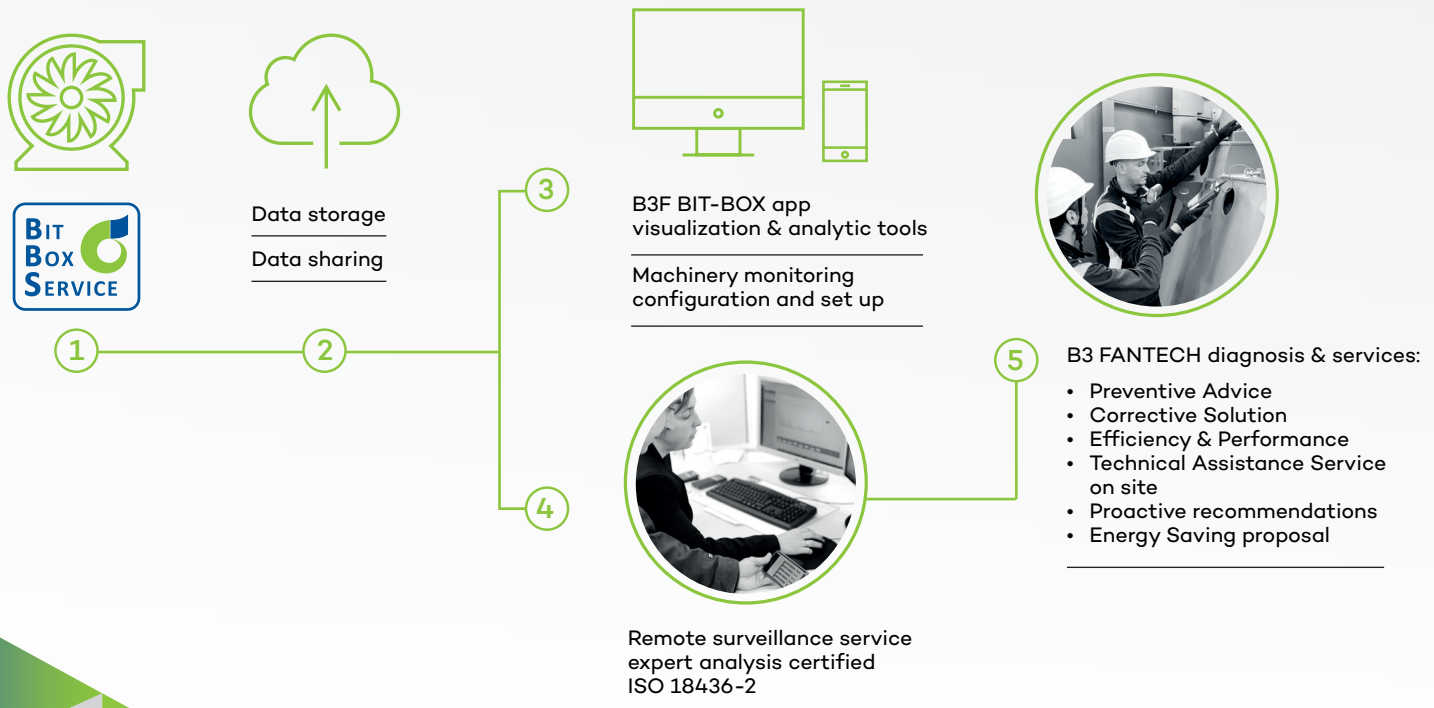 BIT
BOX
SERVICE
1
Data storage
Data sharing
2
3
B3F BIT-BOX app
visualization & analytic tools
Machinery monitoring
configuration and set up
4
Remote surveillance service
expert analysis certified
ISO 18436-2
5
B3 FANTECH diagnosis & services:
• Preventive Advice
• Corrective Solution
• Efficiency & Performance
• Technical Assistance Service
on site
• Proactive recommendations
• Energy Saving proposal